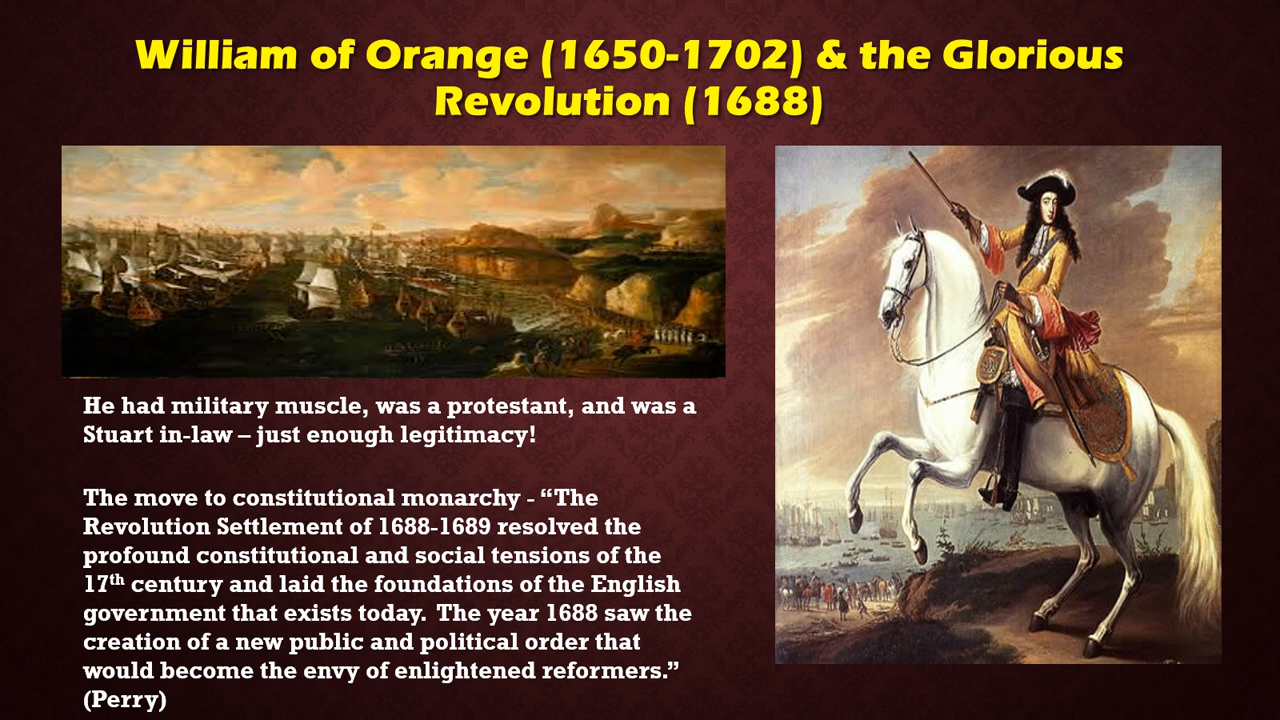 William of Orange (1650-1702) & the Glorious
Revolution (1688)
He had military muscle, was a protestant, and was a
Stuart in-law – just enough legitimacy!
The move to constitutional monarchy - “The
Revolution Settlement of 1688-1689 resolved the
profound constitutional and social tensions of the
17th century and laid the foundations of the English
government that exists today.  The year 1688 saw the
creation of a new public and political order that
would become the envy of enlightened reformers.”
(Perry)